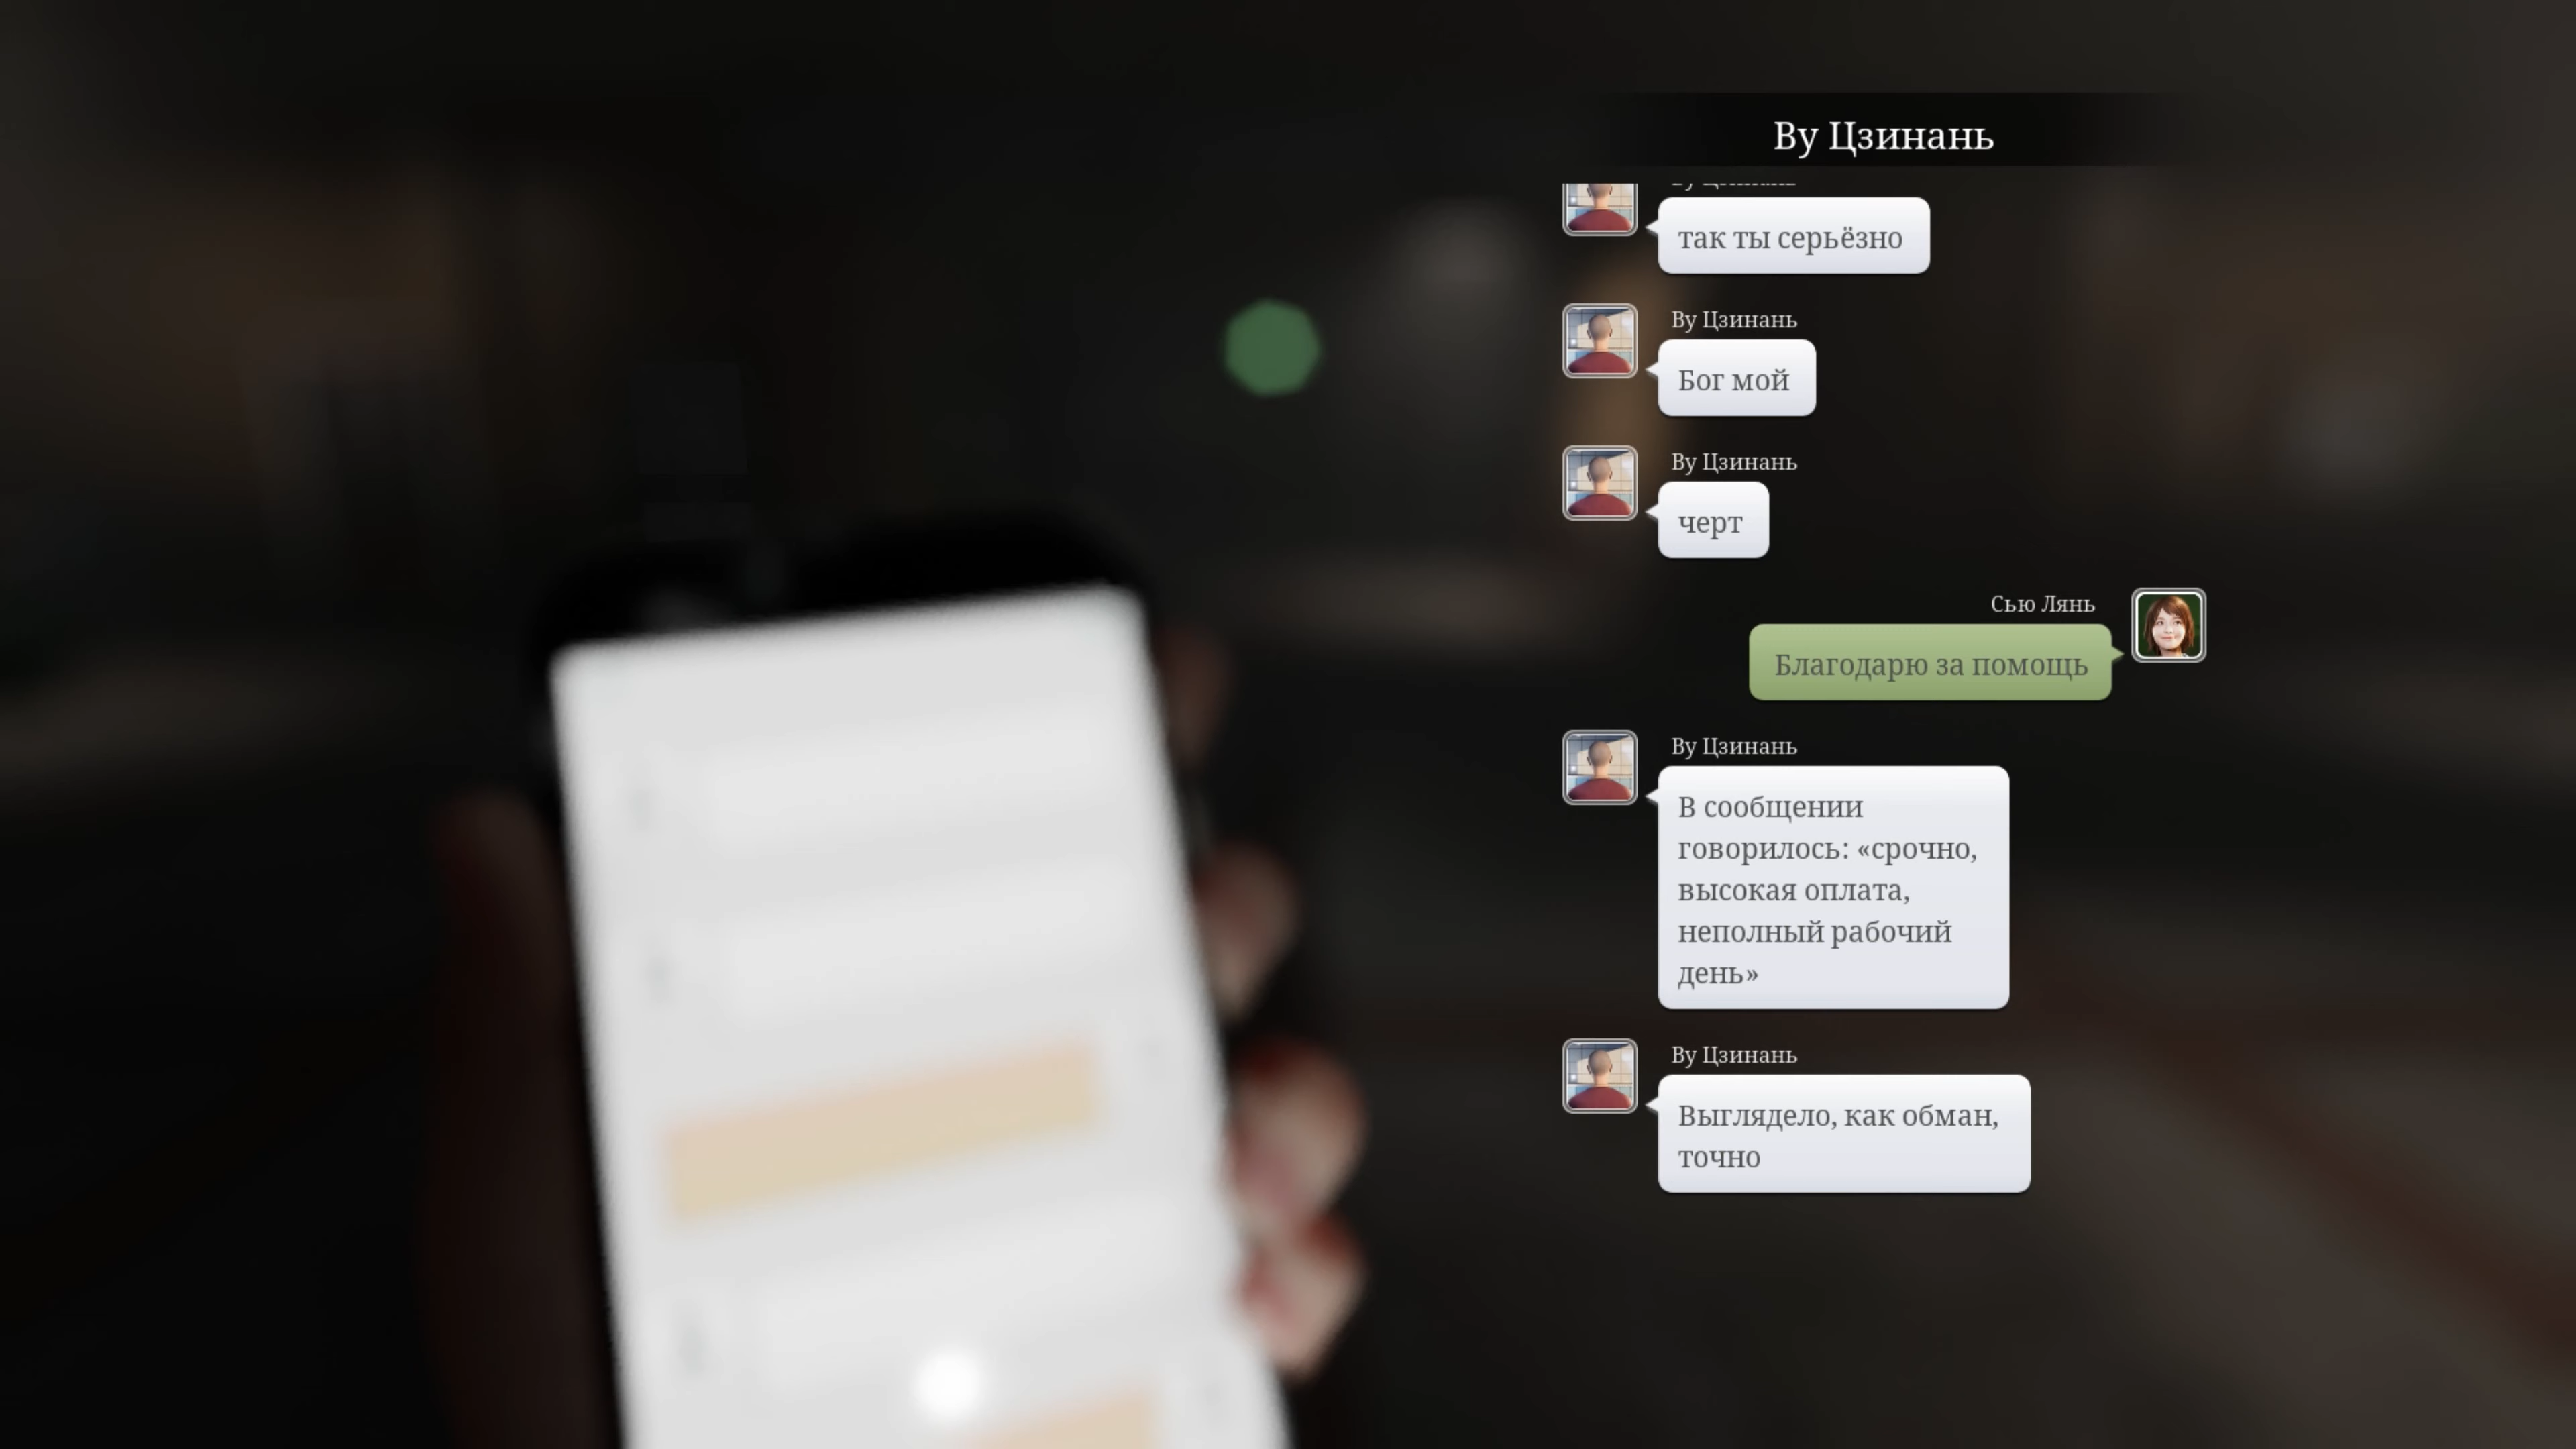 Ву Цзинань
так ты серьёзно
Ву Цзинань
Бог мой
Ву Цзинань
черт
Сью Лянь
Благодарю за помощь
Ву Цзинань
В сообщении
говорилось: «срочно,
высокая оплата,
неполный рабочий
день»
Ву Цзинань
Выглядело, как обман,
точно